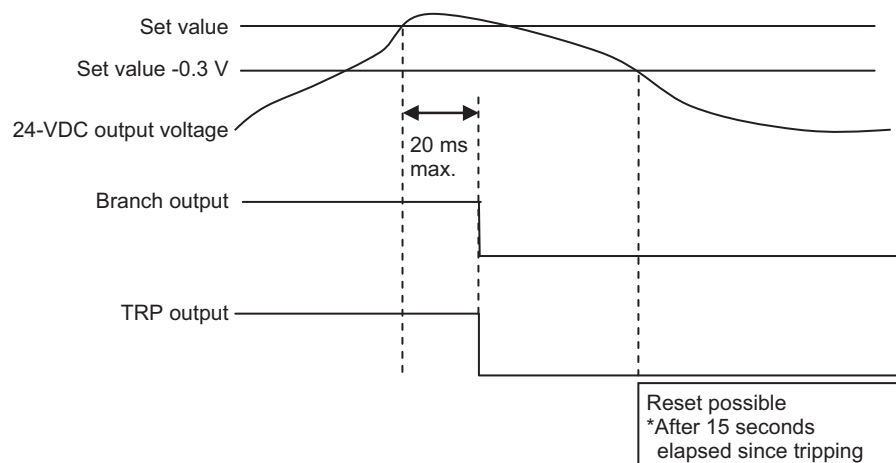 Set value
Set value -0.3 V
24-VDC output voltage
20 ms
max.
Branch output
TRP output
Reset possible
*After 15 seconds
elapsed since tripping